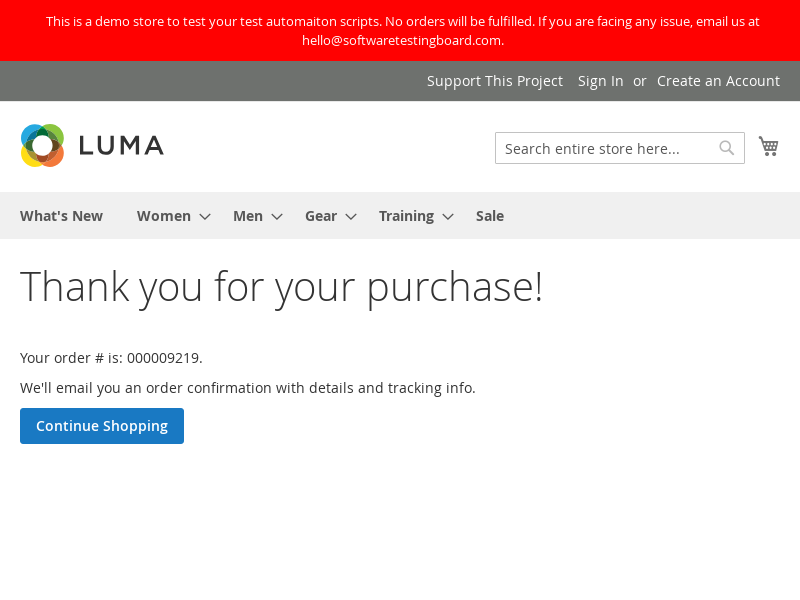 This is a demo store to test your test automaiton scripts. No orders will be fulfilled. If you are facing any issue, email us at
hello@softwaretestingboard.com.
Support This Project Sign In or Create an Account
LUMA
Search entire store here...
What's New Women Men Gear Training Sale
Thank you for your purchase!
Your order # is: 000009219.
We'll email you an order confirmation with details and tracking info.
Continue Shopping